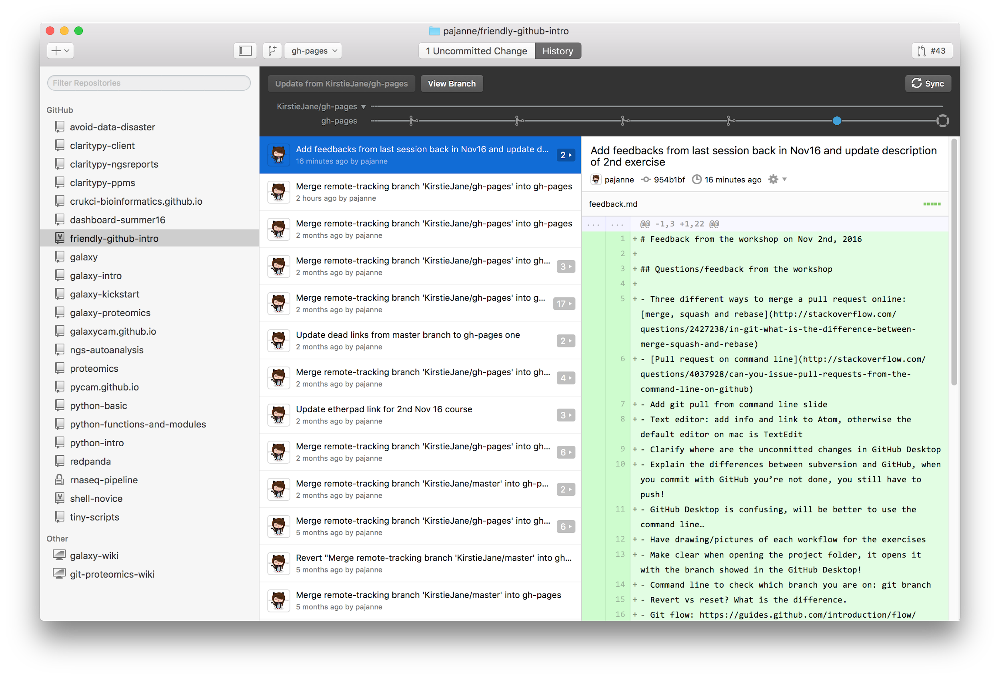 pajanne/friendly-github-intro
gh-pages
1 Uncommitted Change
History
#43
Filter Repositories
GitHub
avoid-data-disaster
claritypy-client
claritypy-ngsreports
claritypy-ppms
crukci-bioinformatics.github.io
dashboard-summer16
friendly-github-intro
galaxy
galaxy-intro
galaxy-kickstart
galaxy-proteomics
galaxycam.github.io
ngs-autoanalysis
proteomics
pycam.github.io
python-basic
python-functions-and-modules
python-intro
redpanda
rnaseq-pipeline
shell-novice
tiny-scripts
Other
galaxy-wiki
git-proteomics-wiki
Update from KirstieJane/gh-pages
View Branch
Sync
KirstieJane/gh-pages
gh-pages
Add feedbacks from last session back in Nov16 and update d...
16 minutes ago by pajanne
2
Merge remote-tracking branch 'KirstieJane/gh-pages' into gh-pages
2 hours ago by pajanne
Merge remote-tracking branch 'KirstieJane/gh-pages' into gh-pages
2 months ago by pajanne
Merge remote-tracking branch 'KirstieJane/gh-pages' into gh...
2 months ago by pajanne
3
Merge remote-tracking branch 'KirstieJane/gh-pages' into g...
2 months ago by pajanne
17
Update dead links from master branch to gh-pages one
2 months ago by pajanne
2
Merge remote-tracking branch 'KirstieJane/gh-pages' into gh...
2 months ago by pajanne
4
Update etherpad link for 2nd Nov 16 course
2 months ago by pajanne
3
Merge remote-tracking branch 'KirstieJane/gh-pages' into gh...
2 months ago by pajanne
6
Merge remote-tracking branch 'KirstieJane/master' into gh-p...
2 months ago by pajanne
2
Merge remote-tracking branch 'KirstieJane/gh-pages' into gh...
5 months ago by pajanne
6
Revert "Merge remote-tracking branch 'KirstieJane/master' into gh...
5 months ago by pajanne
Merge remote-tracking branch 'KirstieJane/master' into gh-pages
5 months ago by pajanne
Add feedbacks from last session back in Nov16 and update description
of 2nd exercise
pajanne 954b1bf 16 minutes ago
feedback.md
... ... @@ -1,3 +1,22 @@
1 +# Feedback from the workshop on Nov 2nd, 2016
2 +
3 +## Questions/feedback from the workshop
4 +
5 +- Three different ways to merge a pull request online:
[merge, squash and rebase](http://stackoverflow.com/
questions/2427238/in-git-what-is-the-difference-between-
merge-squash-and-rebase)
6 +- [Pull request on command line](http://stackoverflow.com/
questions/4037928/can-you-issue-pull-requests-from-the-
command-line-on-github)
7 +- Add git pull from command line slide
8 +- Text editor: add info and link to Atom, otherwise the
default editor on mac is TextEdit
9 +- Clarify where are the uncommitted changes in GitHub Desktop
10 +- Explain the differences between subversion and GitHub, when
you commit with GitHub you’re not done, you still have to
push!
11 +- GitHub Desktop is confusing, will be better to use the
command line…
12 +- Have drawing/pictures of each workflow for the exercises
13 +- Make clear when opening the project folder, it opens it
with the branch showed in the GitHub Desktop!
14 +- Command line to check which branch you are on: git branch
15 +- Revert vs reset? What is the difference.
16 +- Git flow: https://guides.github.com/introduction/flow/